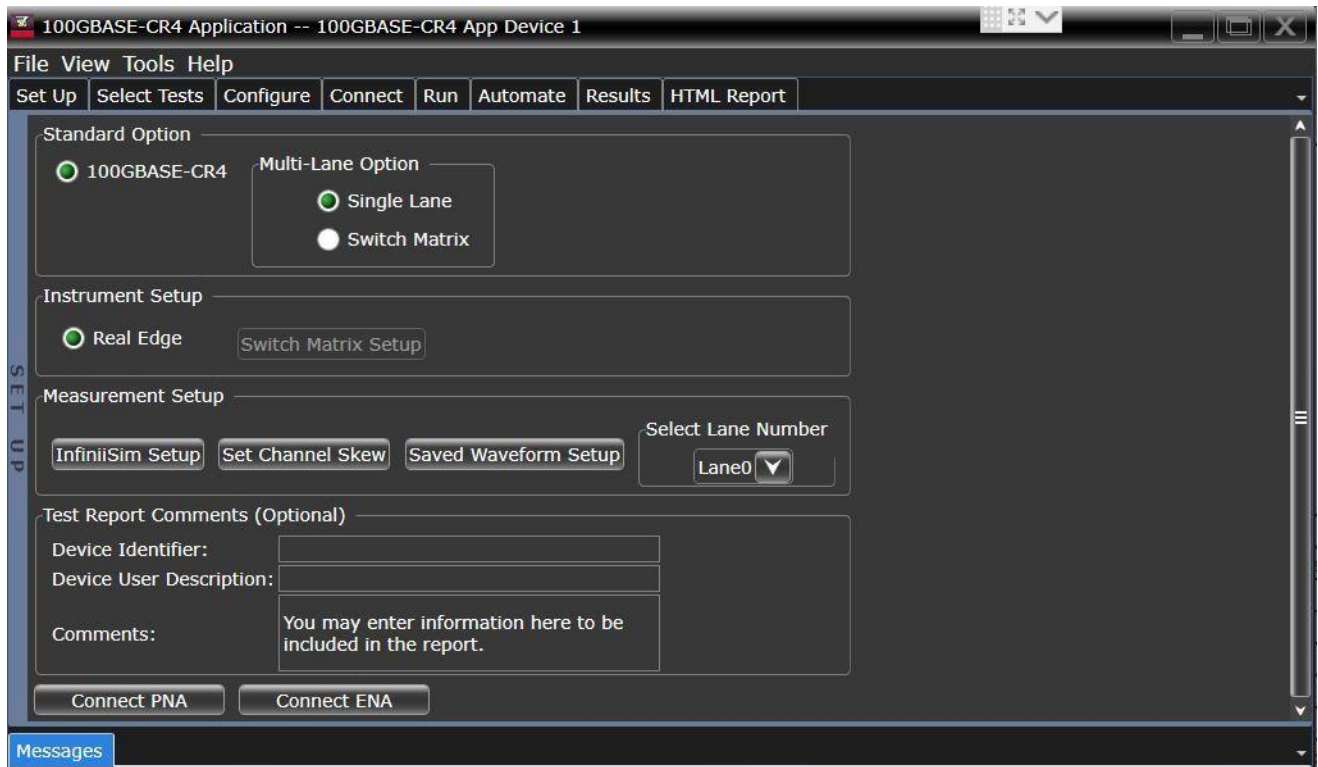 100GBASE-CR4 Application -- 100GBASE-CR4 App Device 1
File View Tools Help
Set Up Select Tests Configure Connect Run Automate Results HTML Report
Standard Option
100GBASE-CR4
Multi-Lane Option
Single Lane
Switch Matrix
Instrument Setup
Real Edge
Switch Matrix Setup
SET UP
Measurement Setup
InfiniiSim Setup Set Channel Skew Saved Waveform Setup
Select Lane Number
Lane0
Test Report Comments (Optional)
Device Identifier:
Device User Description:
Comments:
You may enter information here to be
included in the report.
Connect PNA Connect ENA
Messages